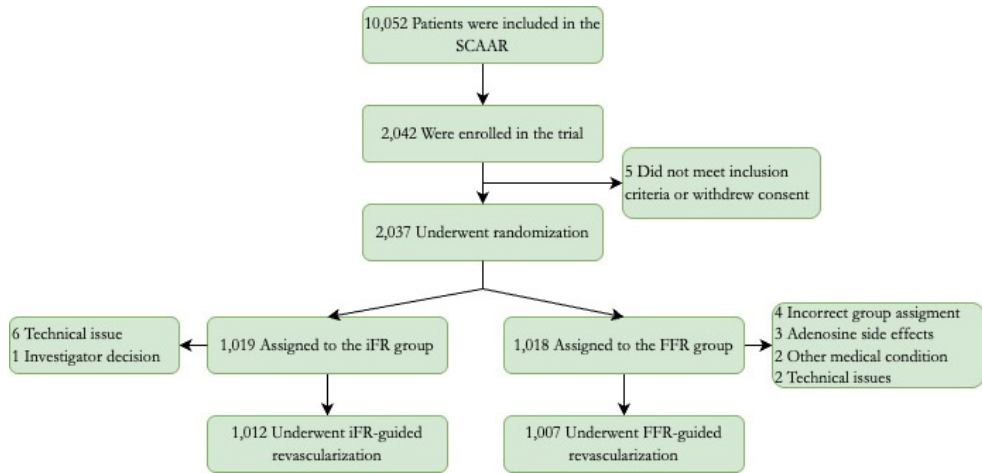 10,052 Patients were included in the
SCAAR
2,042 Were enrolled in the trial
5 Did not meet inclusion
criteria or withdrew consent
2,037 Underwent randomization
6 Technical issue
1 Investigator decision
1,019 Assigned to the iFR group
1,018 Assigned to the FFR group
4 Incorrect group assigment
3 Adenosine side effects
2 Other medical condition
2 Technical issues
1,012 Underwent iFR-guided
revascularization
1,007 Underwent FFR-guided
revascularization